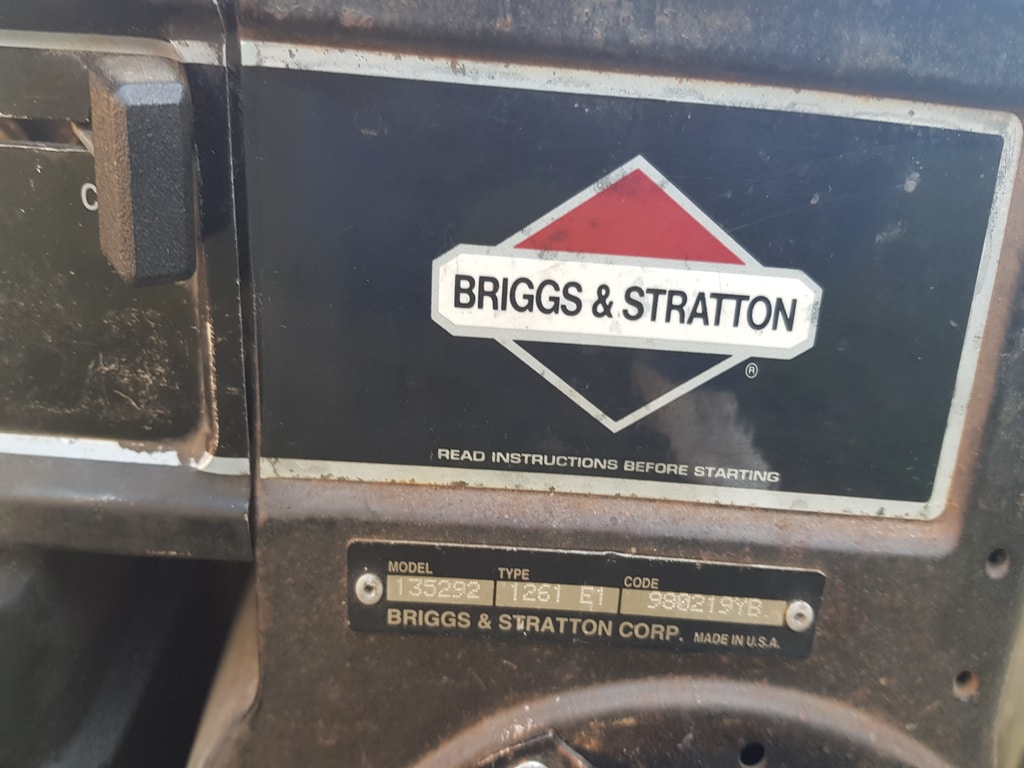 C
BRIGGS & STRATTON
®
READ INSTRUCTIONS BEFORE STARTING
MODEL TYPE CODE
135292 1261 E1 980219YB
BRIGGS & STRATTON CORP. MADE IN U.S.A.